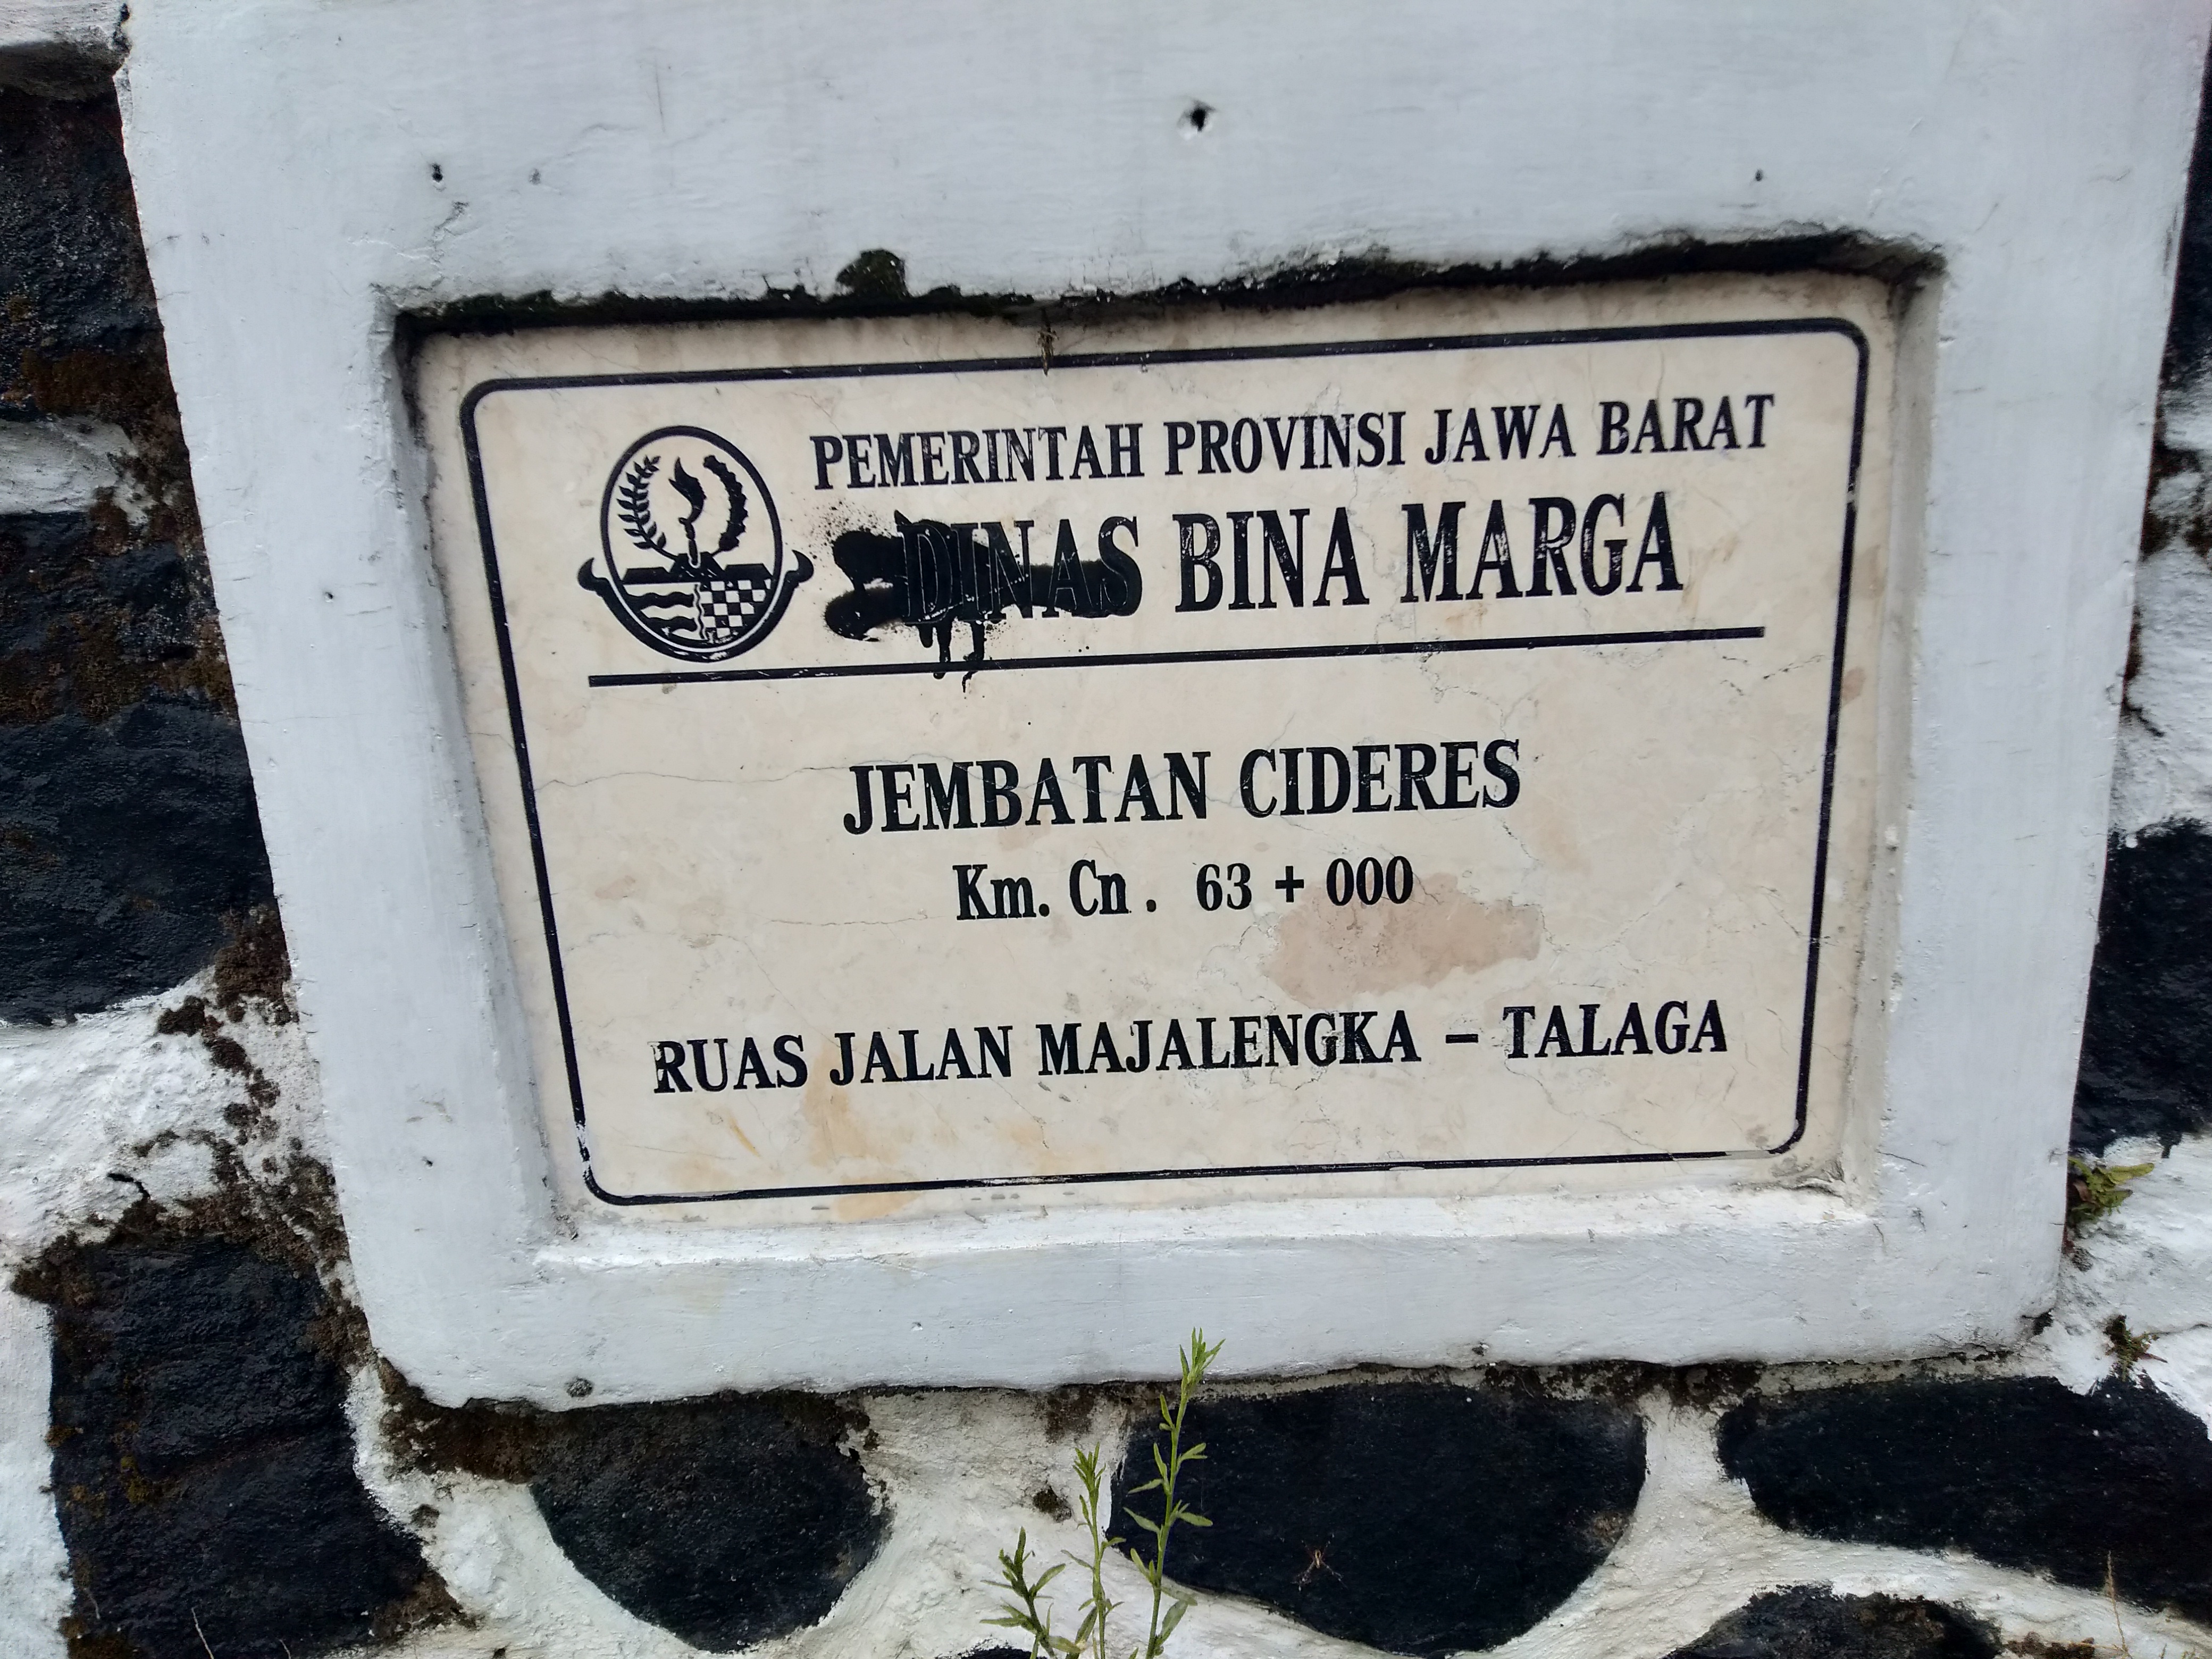 PEMERINTAH PROVINSI JAWA BARAT
DINAS BINA MARGA
JEMBATAN CIDERES
Km. Cn . 63 + 000
RUAS JALAN MAJALENGKA – TALAGA